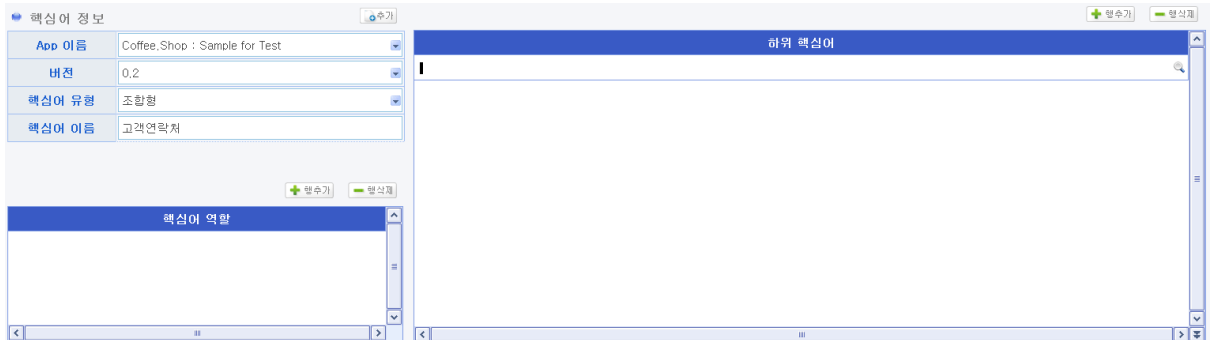 핵심어 정보
추가
App 이름
Coffee,Shop : Sample for Test
버전
0,2
핵심어 유형
조합형
핵심어 이름
고객연락처
행추가
행삭제
핵심어 역할
행추가
행삭제
하위 핵심어